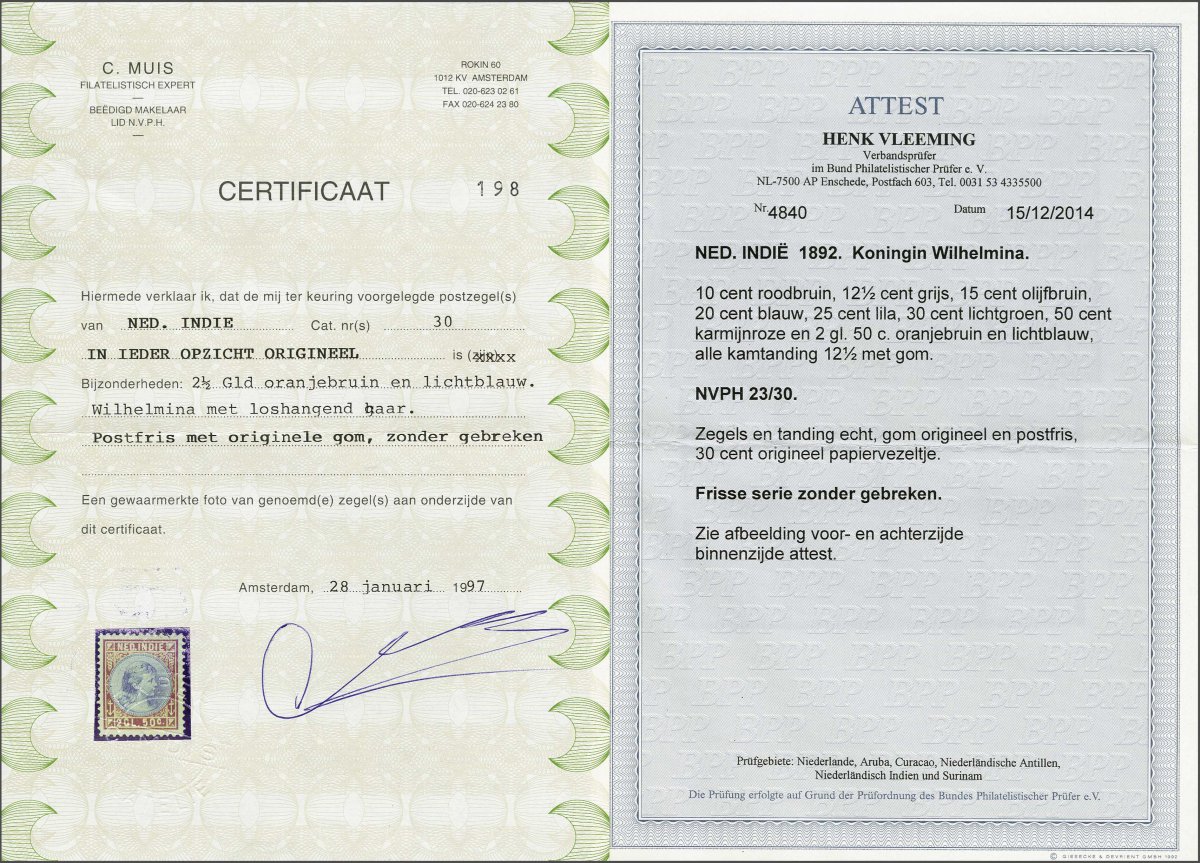 C. MUIS
FILATELISTISCH EXPERT
BEËDIGD MAKELAAR
LID N.V.P.H.
ROKIN 60
1012 KV AMSTERDAM
TEL. 020-623 02 61
FAX 020-624 23 80
CERTIFICAAT 198
Hiermede verklaar ik, dat de mij ter keuring voorgelegde postzegel(s)
van NED. INDIE Cat. nr(s) 30
IN IEDER OPZICHT ORIGINEEL is (zijn)
Bijzonderheden: 2½ Gld oranjebruin en lichtblauw.
Wilhelmina met loshangend haar.
Postfris met originele gom, zonder gebreken
Een gewaarmerkte foto van genoemd(e) zegel(s) aan onderzijde van
dit certificaat.
Amsterdam, 28 januari 1997
NED. INDIE
2GL. 50C.
ATTEST
HENK VLEEMING
Verbandsprüfer
im Bund Philatelistischer Prüfer e. V.
NL-7500 AP Enschede, Postfach 603, Tel. 0031 53 4335500
Nr. 4840 Datum 15/12/2014
NED. INDIË 1892. Koningin Wilhelmina.
10 cent roodbruin, 12½ cent grijs, 15 cent olijfbruin,
20 cent blauw, 25 cent lila, 30 cent lichtgroen, 50 cent
karmijnroze en 2 gl. 50 c. oranjebruin en lichtblauw,
alle kamtanding 12½ met gom.
NVPH 23/30.
Zegels en tanding echt, gom origineel en postfris,
30 cent origineel papiervezeltje.
Frisse serie zonder gebreken.
Zie afbeelding voor- en achterzijde
binnenzijde attest.
Prüfgebiete: Niederlande, Aruba, Curacao, Niederländische Antillen,
Niederländisch Indien und Surinam
Die Prüfung erfolgte auf Grund der Prüfordnung des Bundes Philatelistischer Prüfer e.V.
© GIESECKE & DEVRIENT GMBH 1992